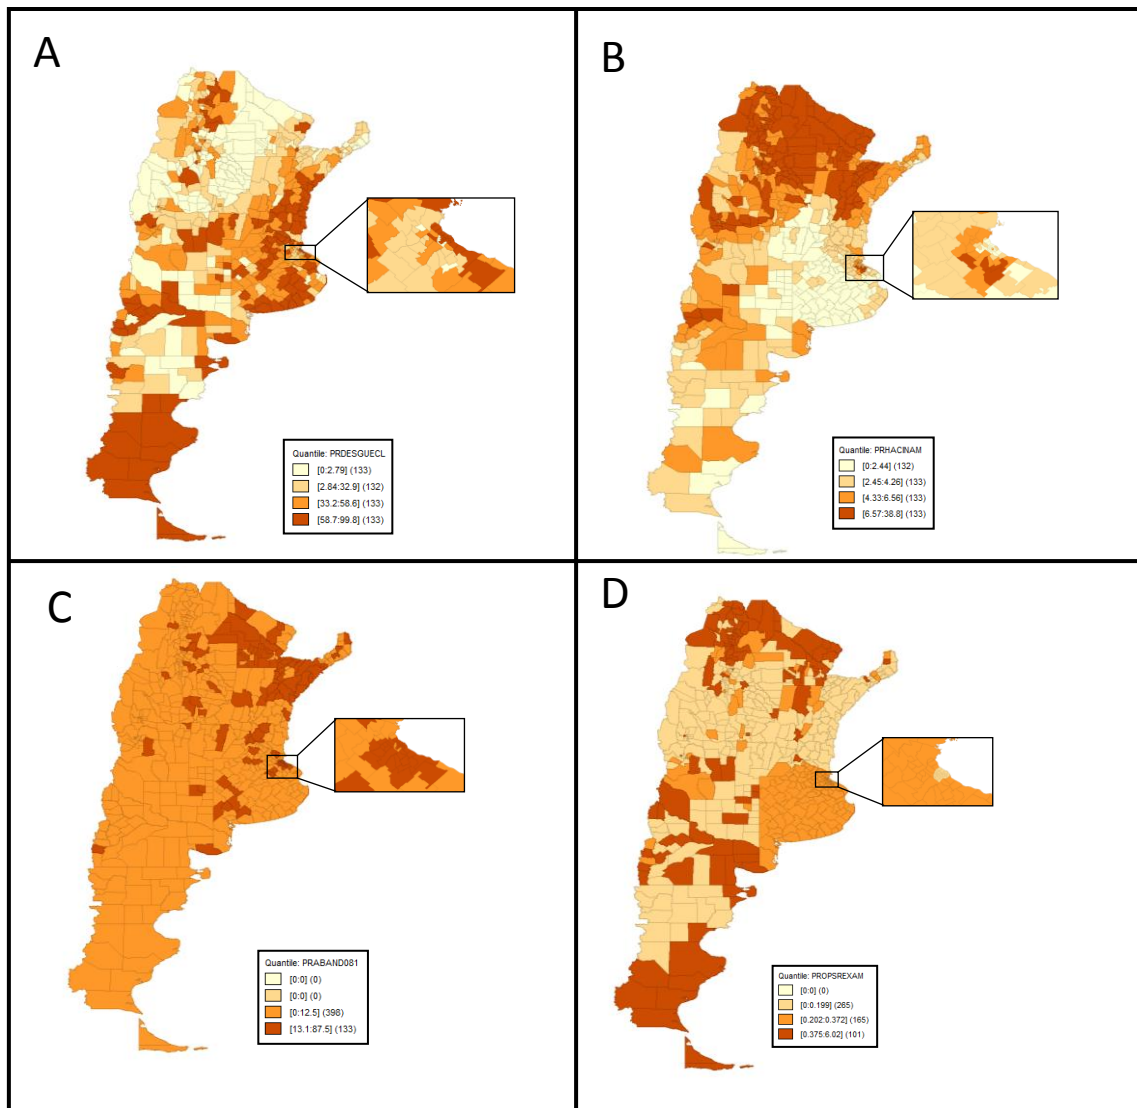 A
Quantile: PRDESGUECL
[0:2.79] (133)
[2.84:32.9] (132)
[33.2:58.6] (133)
[58.7:99.8] (133)
B
Quantile: PRHACINAM
[0:2.44] (132)
[2.45:4.26] (133)
[4.33:6.56] (133)
[6.57:38.8] (133)
C
Quantile: PRABAND081
[0:0] (0)
[0:0] (0)
[0:12.5] (398)
[13.1:87.5] (133)
D
Quantile: PROPSREXAM
[0:0] (0)
[0:0.199] (265)
[0.202:0.372] (165)
[0.375:6.02] (101)